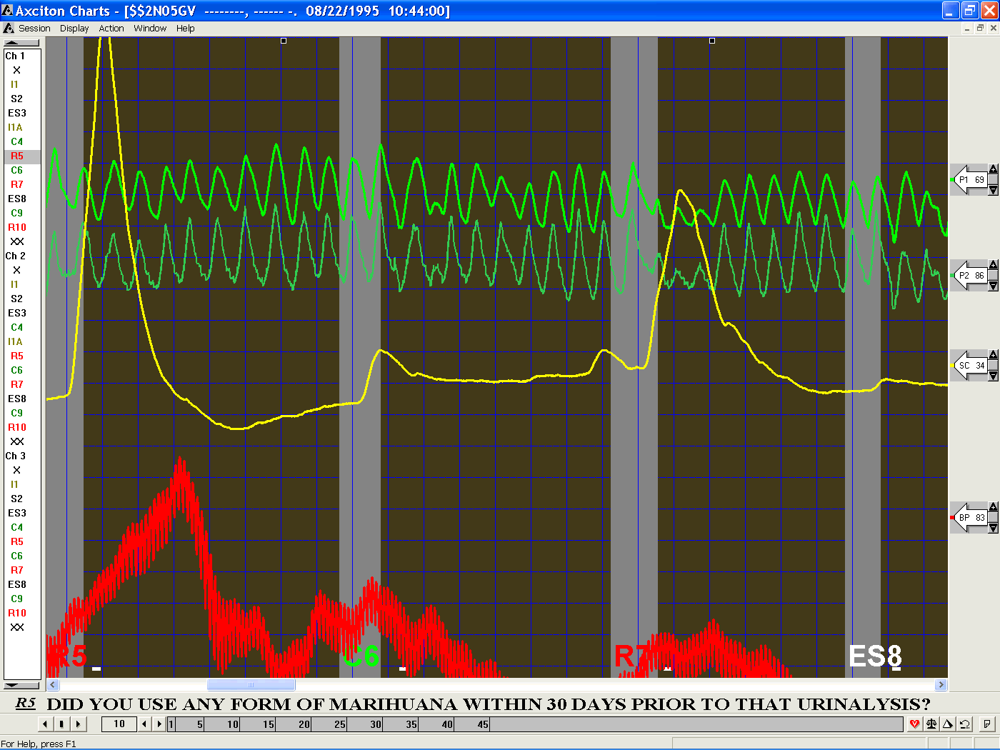 Axciton Charts - [$$2N05GV --------, ------ -. 08/22/1995 10:44:00]
Session Display Action Window Help
Ch 1
X
I1
S2
ES3
I1A
C4
R5
C6
R7
ES8
C9
R10
XX
Ch 2
X
I1
S2
ES3
C4
I1A
R5
C6
R7
ES8
C9
R10
XX
Ch 3
X
I1
S2
ES3
C4
R5
C6
R7
ES8
C9
R10
XX
P1 69
P2 86
SC 34
BP 83
R5 C6 R7 ES8
R5 DID YOU USE ANY FORM OF MARIHUANA WITHIN 30 DAYS PRIOR TO THAT URINALYSIS?
10 1 5 10 15 20 25 30 35 40 45
For Help, press F1